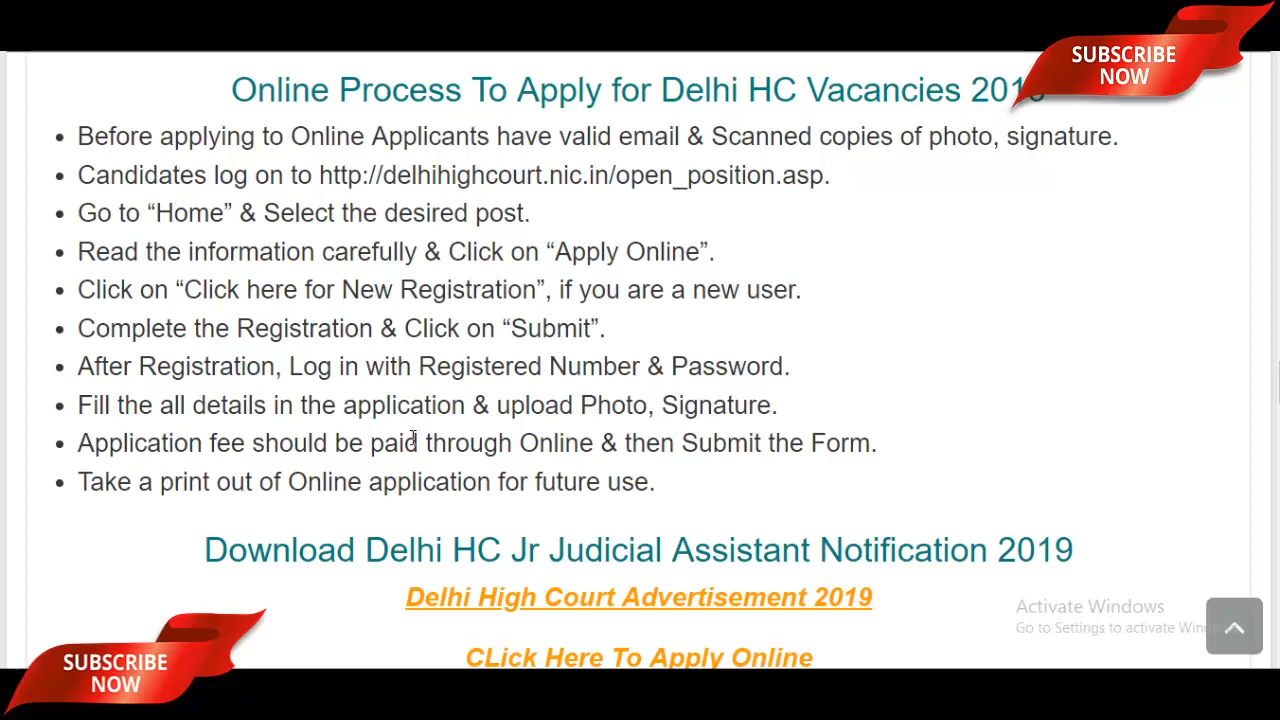 SUBSCRIBE
NOW
Online Process To Apply for Delhi HC Vacancies 201
• Before applying to Online Applicants have valid email & Scanned copies of photo, signature.
• Candidates log on to http://delhihighcourt.nic.in/open_position.asp.
• Go to “Home” & Select the desired post.
• Read the information carefully & Click on “Apply Online”.
• Click on “Click here for New Registration”, if you are a new user.
• Complete the Registration & Click on “Submit”.
• After Registration, Log in with Registered Number & Password.
• Fill the all details in the application & upload Photo, Signature.
• Application fee should be paid through Online & then Submit the Form.
• Take a print out of Online application for future use.
Download Delhi HC Jr Judicial Assistant Notification 2019
Delhi High Court Advertisement 2019
Activate Windows
Go to Settings to activate Win
CLick Here To Apply Online
SUBSCRIBE
NOW